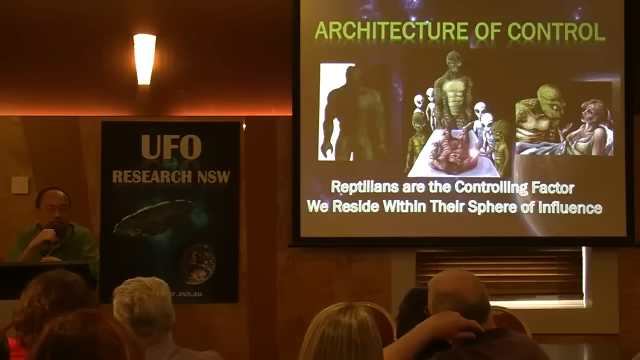 ARCHITECTURE OF CONTROL
Reptilians are the Controlling Factor
We Reside Within Their Sphere of Influence
UFO
RESEARCH NSW